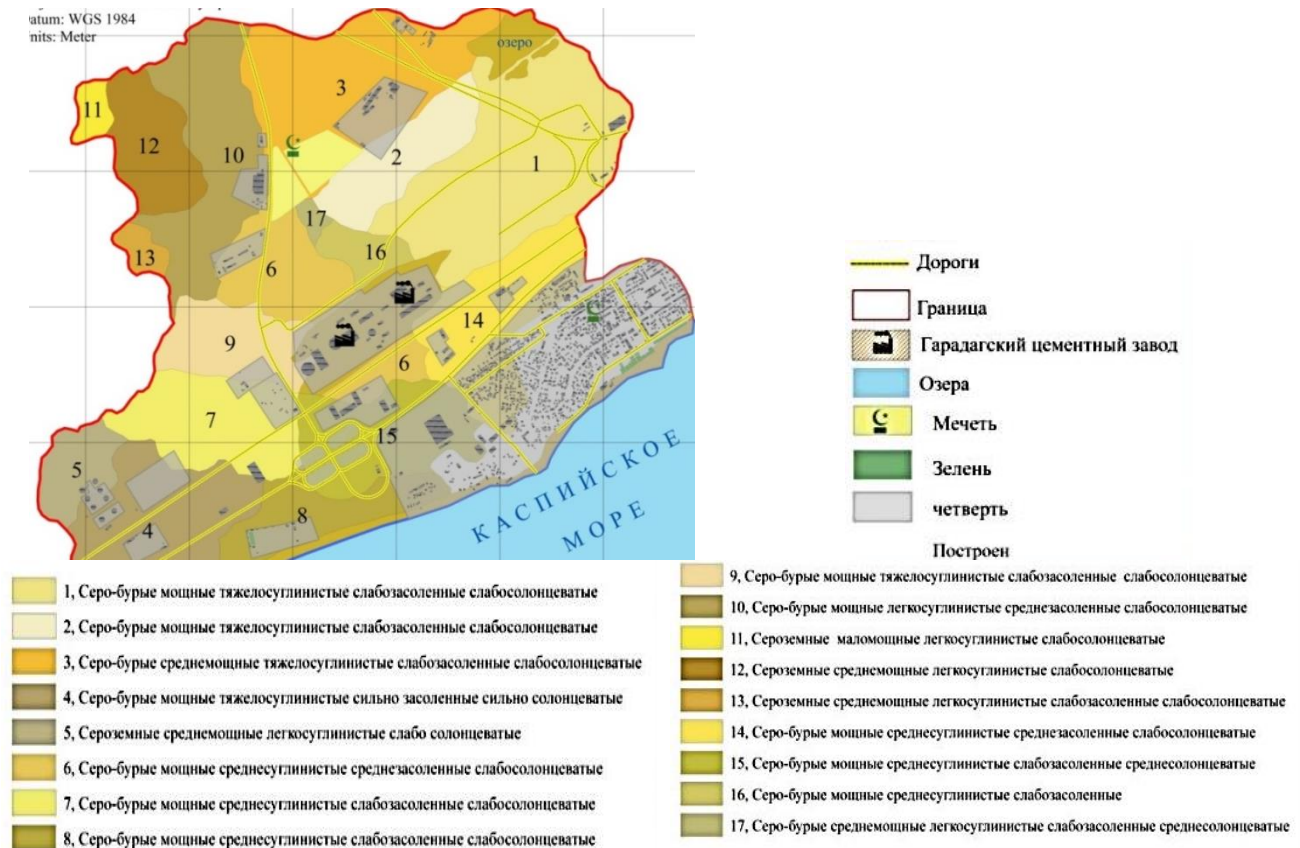 atum: WGS 1984
nits: Meter
озеро
3
11
12
10
2
1
17
16
13
6
14
9
6
7
15
5
8
4
КАСПИЙСКОЕ
МОРЕ
Дороги
Граница
Гарадагский цементный завод
Озера
Мечеть
Зелень
четверть
Построен
1, Серо-бурые мощные тяжелосуглинистые слабозасоленные слабосолонцеватые
2, Серо-бурые мощные тяжелосуглинистые слабозасоленные слабосолонцеватые
3, Серо-бурые среднемощные тяжелосуглинистые слабозасоленные слабосолонцеватые
4, Серо-бурые мощные тяжелосуглинистые сильно засоленные сильно солонцеватые
5, Сероземные среднемощные легкосуглинистые слабо солонцеватые
6, Серо-бурые мощные среднесуглинистые среднезасоленные слабосолонцеватые
7, Серо-бурые мощные среднесуглинистые слабозасоленные слабосолонцеватые
8, Серо-бурые мощные среднесуглинистые слабозасоленные слабосолонцеватые
9, Серо-бурые мощные тяжелосуглинистые слабозасоленные слабосолонцеватые
10, Серо-бурые мощные легкосуглинистые среднезасоленные слабосолонцеватые
11, Сероземные маломощные легкосуглинистые слабосолонцеватые
12, Сероземные среднемощные легкосуглинистые слабосолонцеватые
13, Сероземные среднемощные легкосуглинистые слабозасоленные слабосолонцеватые
14, Серо-бурые мощные среднесуглинистые среднезасоленные слабосолонцеватые
15, Серо-бурые мощные среднесуглинистые слабозасоленные среднесолонцеватые
16, Серо-бурые мощные среднесуглинистые слабозасоленные
17, Серо-бурые среднемощные легкосуглинистые слабозасоленные среднесолонцеватые